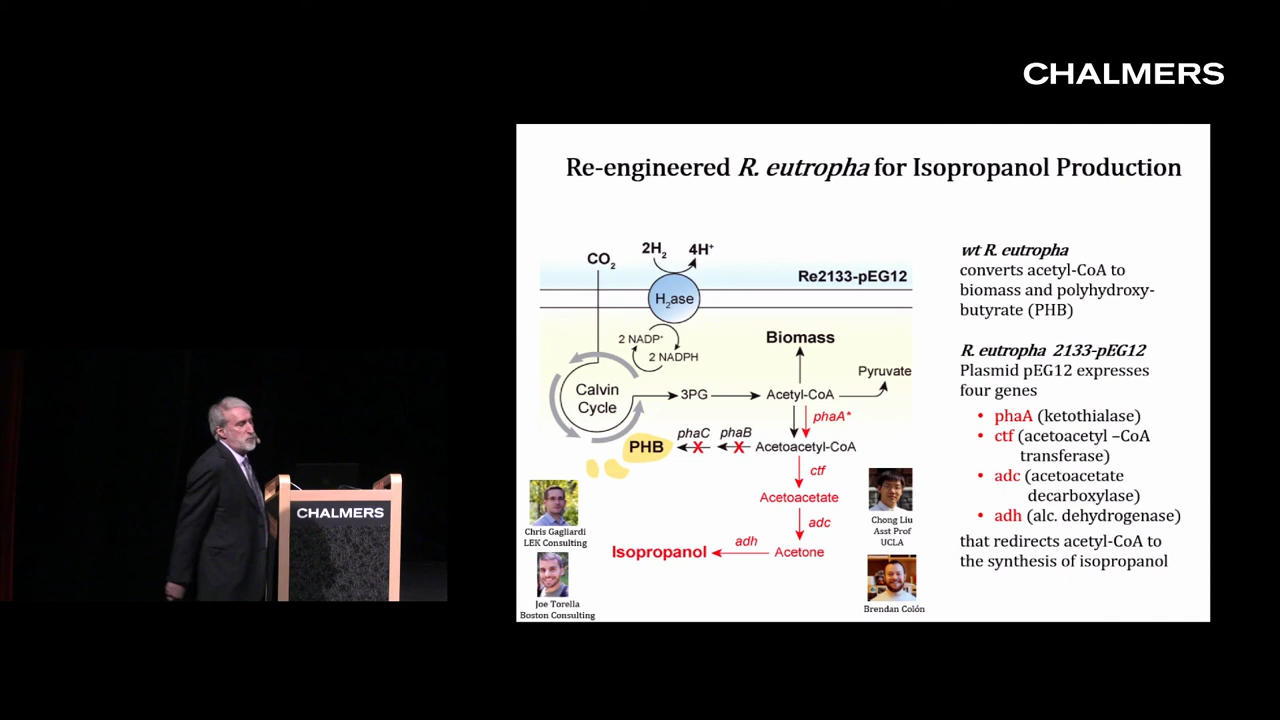 CHALMERS
Re-engineered R. eutropha for Isopropanol Production
CO2
2H2
4H+
Re2133-pEG12
H2ase
2 NADP+
2 NADPH
Calvin
Cycle
3PG
Acetyl-CoA
Biomass
Pyruvate
phaA*
PHB
phaC
phaB
Acetoacetyl-CoA
ctf
Acetoacetate
adc
Acetone
adh
Isopropanol
Chris Gagliardi
LEK Consulting
Joe Torella
Boston Consulting
Chong Liu
Asst Prof
UCLA
Brendan Colón
wt R. eutropha
converts acetyl-CoA to
biomass and polyhydroxy-
butyrate (PHB)
R. eutropha 2133-pEG12
Plasmid pEG12 expresses
four genes
• phaA (ketothialase)
• ctf (acetoacetyl –CoA
transferase)
• adc (acetoacetate
decarboxylase)
• adh (alc. dehydrogenase)
that redirects acetyl-CoA to
the synthesis of isopropanol
CHALMERS
CHALMERS